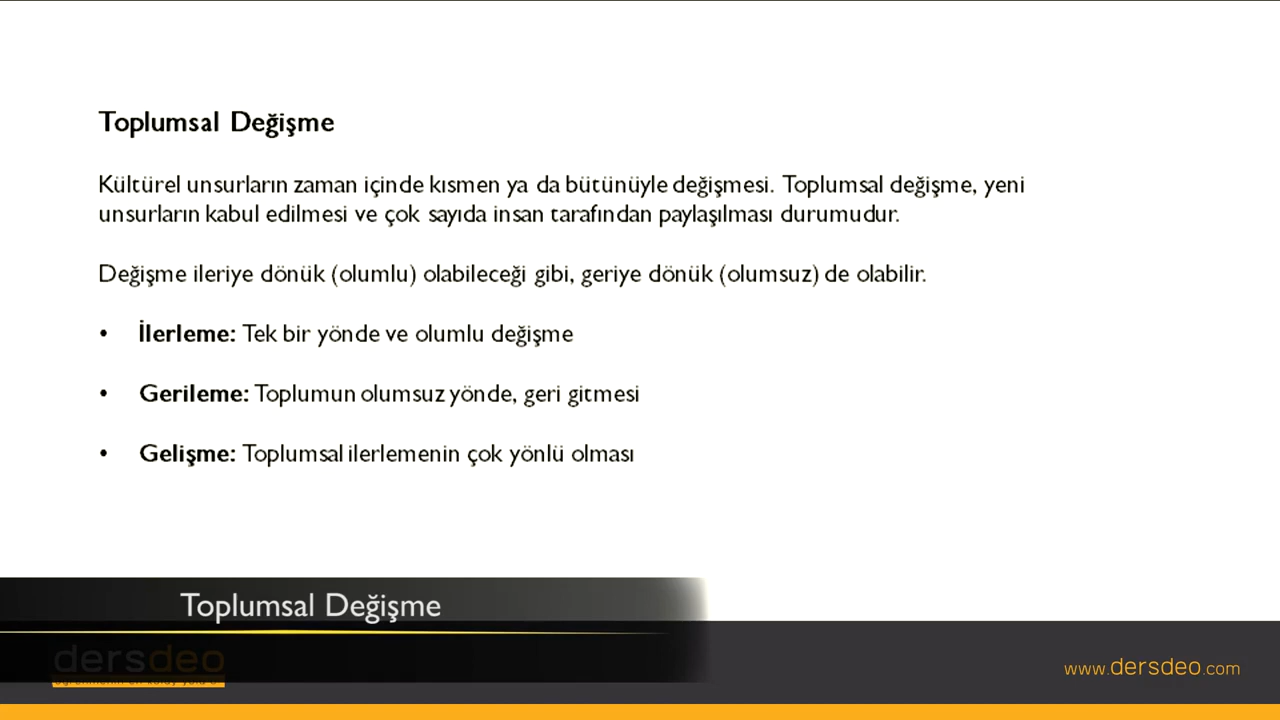 Toplumsal Değişme
Kültürel unsurların zaman içinde kısmen ya da bütünüyle değişmesi. Toplumsal değişme, yeni
unsurların kabul edilmesi ve çok sayıda insan tarafından paylaşılması durumudur.
Değişme ileriye dönük (olumlu) olabileceği gibi, geriye dönük (olumsuz) de olabilir.
• İlerleme: Tek bir yönde ve olumlu değişme
• Gerileme: Toplumun olumsuz yönde, geri gitmesi
• Gelişme: Toplumsal ilerlemenin çok yönlü olması
Toplumsal Değişme
dersdeo
www.dersdeo.com